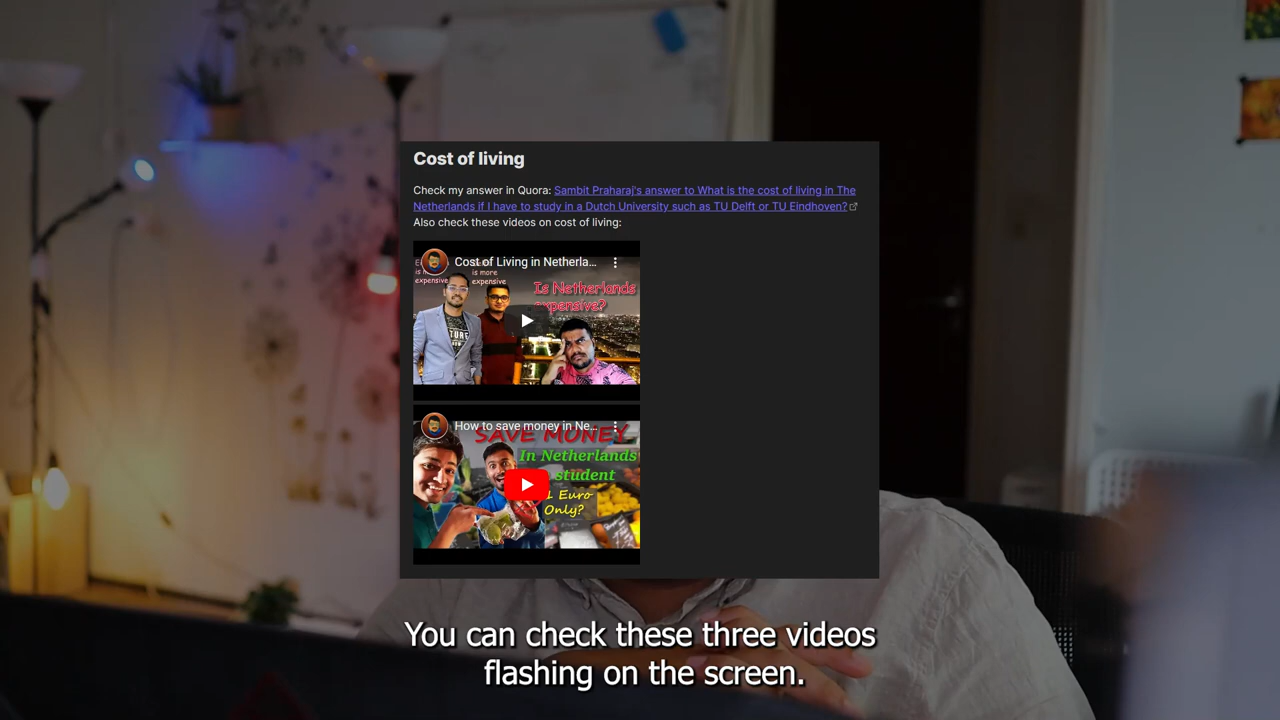 Cost of living
Check my answer in Quora: Sambit Praharaj's answer to What is the cost of living in The
Netherlands if I have to study in a Dutch University such as TU Delft or TU Eindhoven?
Also check these videos on cost of living:
Cost of Living in Netherla...
is more
expensive
is more
expensive
Is Netherlands
expensive?
How to save money in Ne...
SAVE MONEY
In Netherlands
student
1 Euro
Only?
You can check these three videos
flashing on the screen.